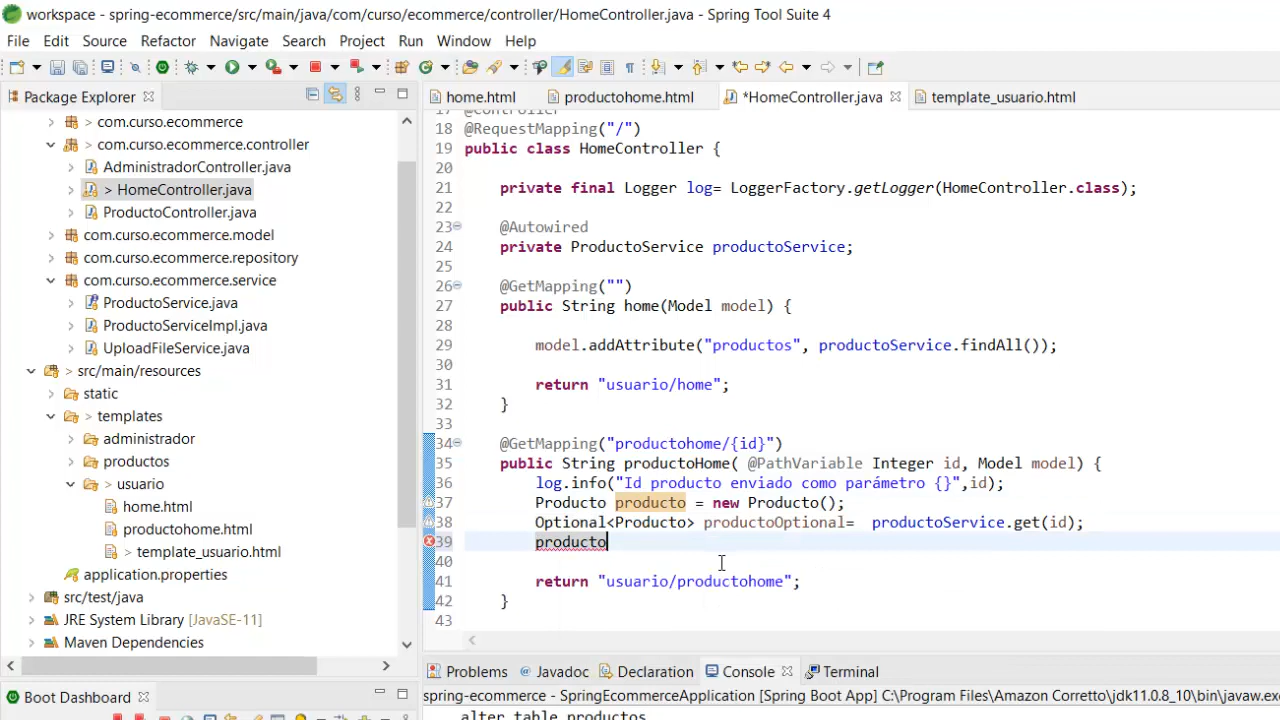 workspace - spring-ecommerce/src/main/java/com/curso/ecommerce/controller/HomeController.java - Spring Tool Suite 4
File Edit Source Refactor Navigate Search Project Run Window Help
Package Explorer
home.html productohome.html *HomeController.java template_usuario.html
> com.curso.ecommerce
> com.curso.ecommerce.controller
AdministradorController.java
> HomeController.java
ProductoController.java
com.curso.ecommerce.model
com.curso.ecommerce.repository
com.curso.ecommerce.service
ProductoService.java
ProductoServiceImpl.java
UploadFileService.java
> src/main/resources
static
> templates
> administrador
> productos
> usuario
home.html
productohome.html
> template_usuario.html
application.properties
src/test/java
JRE System Library [JavaSE-11]
Maven Dependencies
Boot Dashboard
17 @Controller
18 @RequestMapping("/")
19 public class HomeController {
20
21 private final Logger log= LoggerFactory.getLogger(HomeController.class);
22
23 @Autowired
24 private ProductoService productoService;
25
26 @GetMapping("")
27 public String home(Model model) {
28
29 model.addAttribute("productos", productoService.findAll());
30
31 return "usuario/home";
32 }
33
34 @GetMapping("productohome/{id}")
35 public String productoHome( @PathVariable Integer id, Model model) {
36 log.info("Id producto enviado como parámetro {}",id);
37 Producto producto = new Producto();
38 Optional<Producto> productoOptional= productoService.get(id);
39 producto
40
41 return "usuario/productohome";
42 }
43
Problems @ Javadoc Declaration Console Terminal
spring-ecommerce - SpringEcommerceApplication [Spring Boot App] C:\Program Files\Amazon Corretto\jdk11.0.8_10\bin\javaw.exe
alter table productos